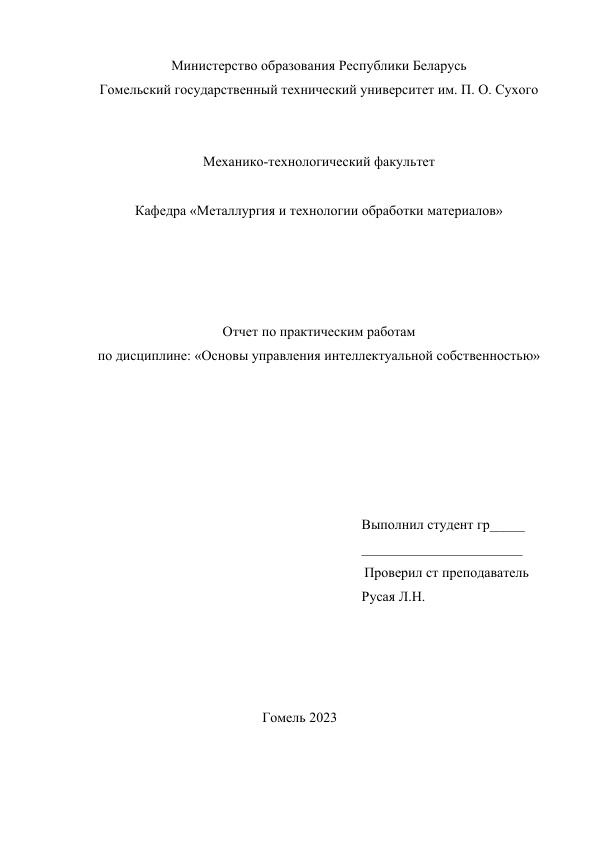 Министерство образования Республики Беларусь
Гомельский государственный технический университет им. П. О. Сухого
Механико-технологический факультет
Кафедра «Металлургия и технологии обработки материалов»
Отчет по практическим работам
по дисциплине: «Основы управления интеллектуальной собственностью»
Выполнил студент гр_____
_______________________
Проверил ст преподаватель
Русая Л.Н.
Гомель 2023